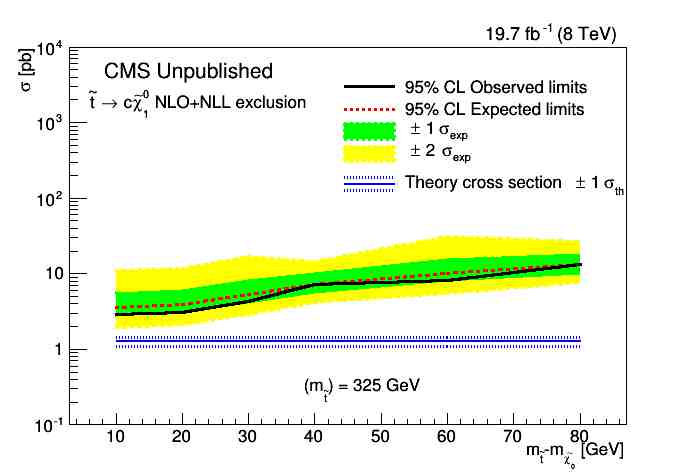 19.7 fb⁻¹ (8 TeV)
10⁴
σ [pb]
CMS Unpublished
t̃ → cχ̃⁰₁ NLO+NLL exclusion
95% CL Observed limits
95% CL Expected limits
± 1 σexp
± 2 σexp
Theory cross section ± 1 σth
10³
10²
10
1
10⁻¹
(mt̃) = 325 GeV
10 20 30 40 50 60 70 80
mt̃-mχ̃₀ [GeV]